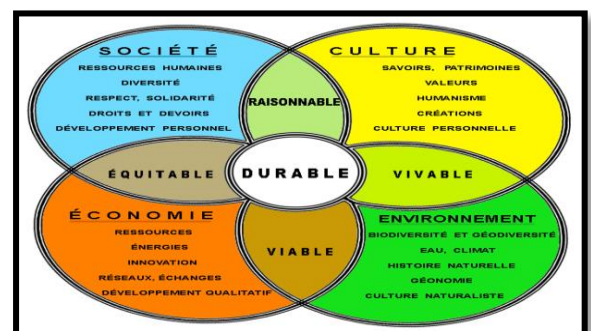 SOCIÉTÉ
RESSOURCES HUMAINES
DIVERSITÉ
RESPECT, SOLIDARITÉ
DROITS ET DEVOIRS
DÉVELOPPEMENT PERSONNEL
RAISONNABLE
CULTURE
SAVOIRS, PATRIMOINES
VALEURS
HUMANISME
CRÉATIONS
CULTURE PERSONNELLE
ÉQUITABLE
DURABLE
VIVABLE
ÉCONOMIE
RESSOURCES
ÉNERGIES
INNOVATION
RÉSEAUX, ÉCHANGES
DÉVELOPPEMENT QUALITATIF
VIABLE
ENVIRONNEMENT
BIODIVERSITÉ ET GÉODIVERSITÉ
EAU, CLIMAT
HISTOIRE NATURELLE
GÉONOMIE
CULTURE NATURALISTE